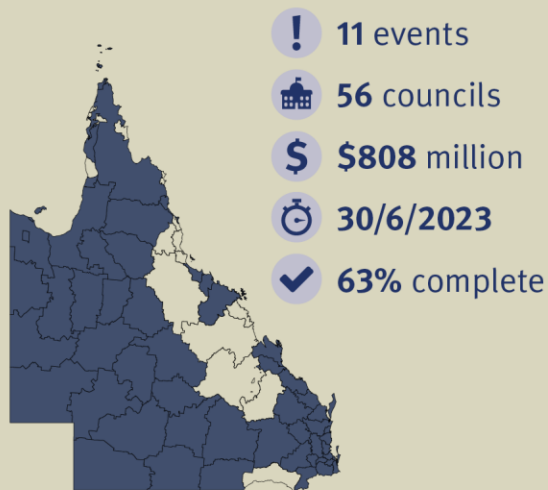 11 events
56 councils
$808 million
30/6/2023
63% complete